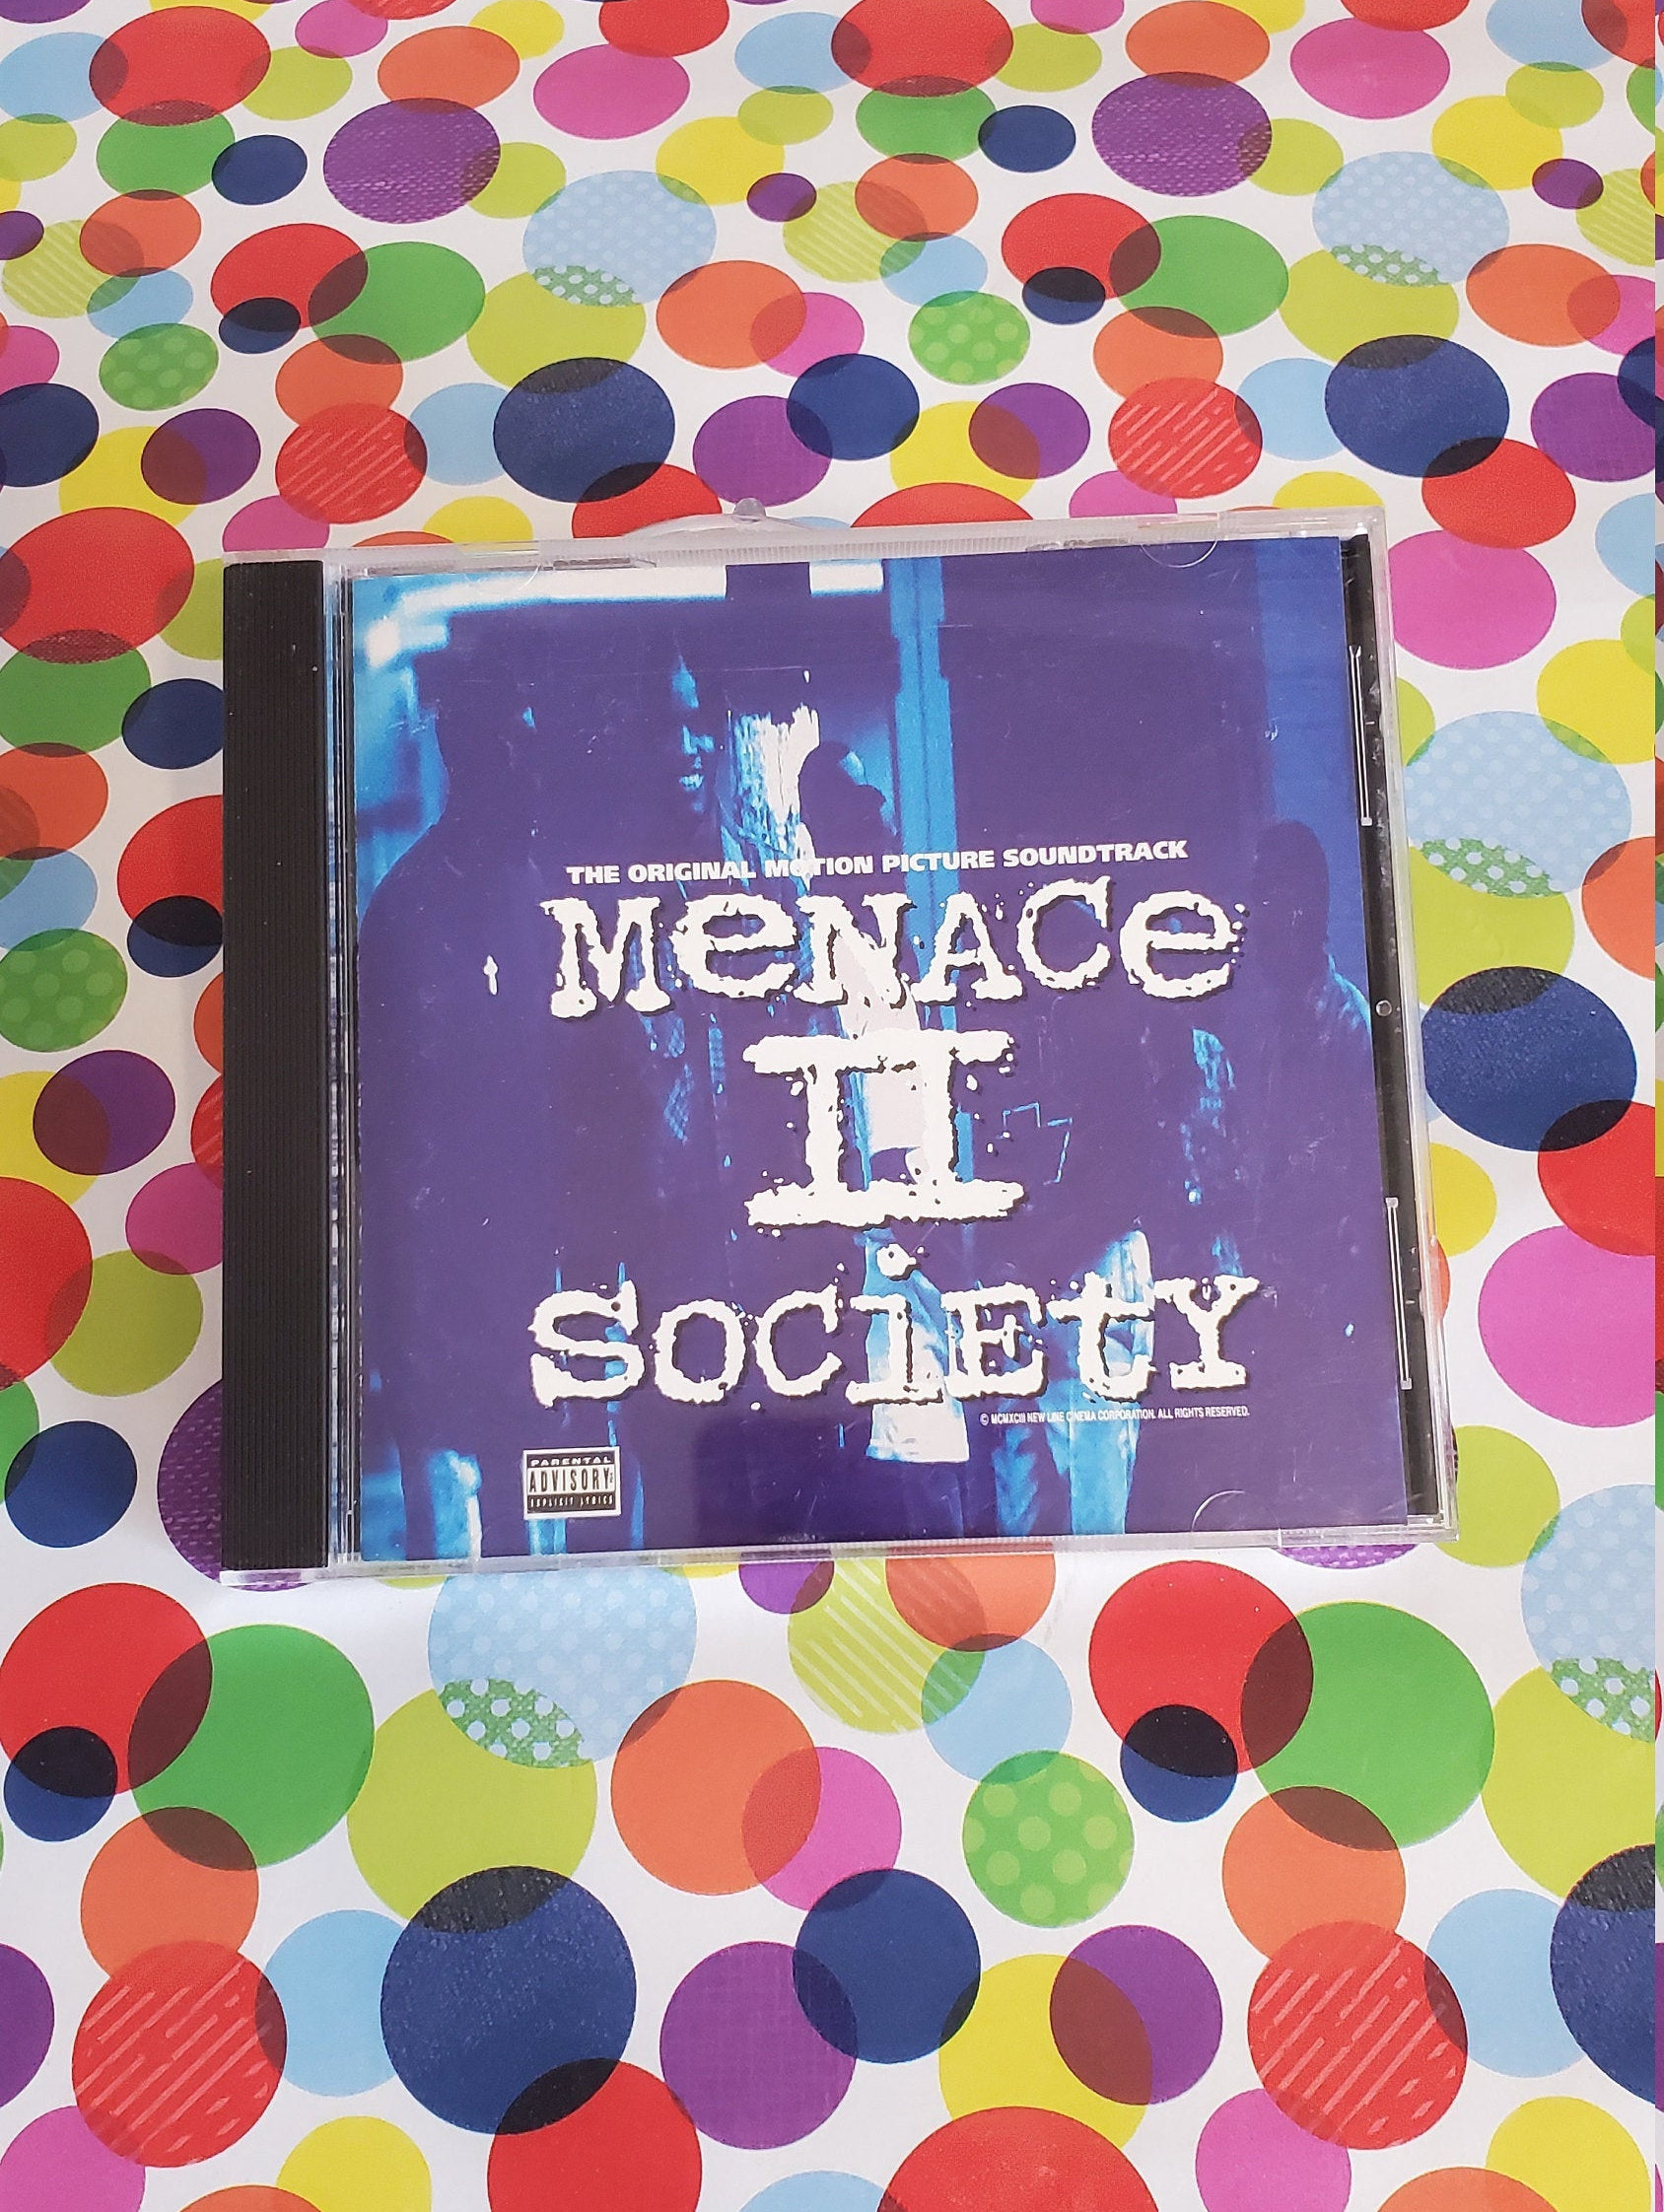 THE ORIGINAL MOTION PICTURE SOUNDTRACK
MeNACe
II
SOCiEtY
© MCMXCIII NEW LINE CINEMA CORPORATION. ALL RIGHTS RESERVED.
PARENTAL
ADVISORY
EXPLICIT LYRICS